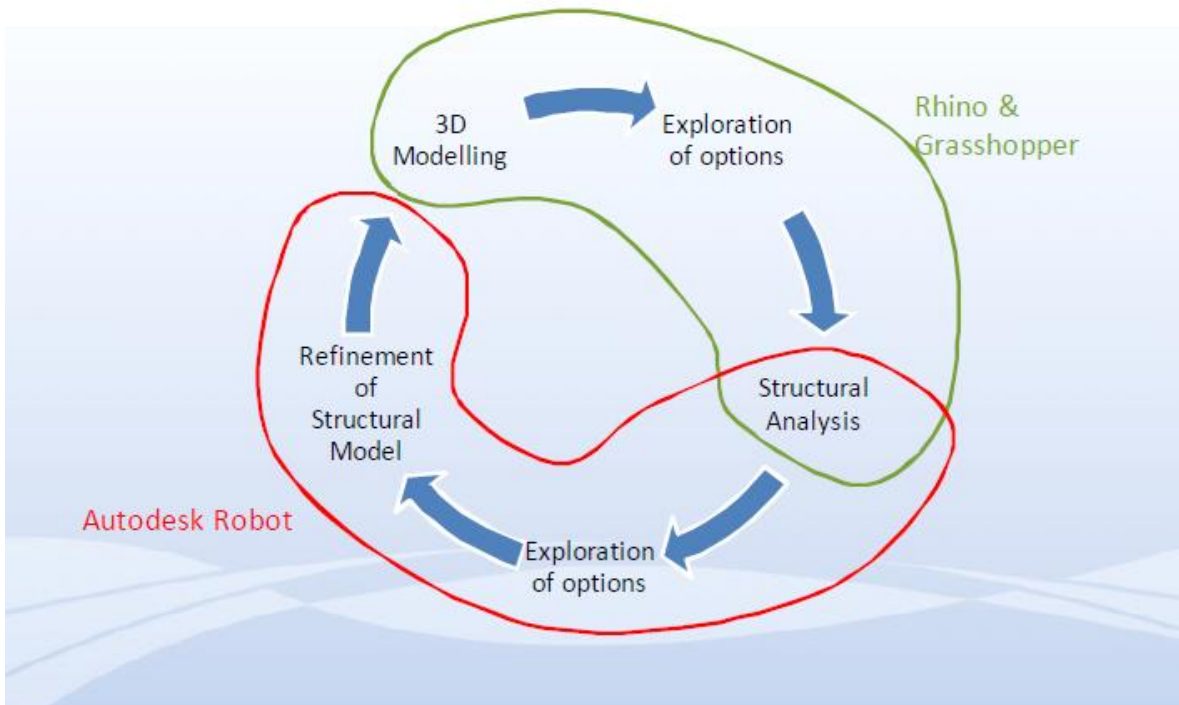 3D
Modelling
Exploration
of options
Rhino &
Grasshopper
Structural
Analysis
Exploration
of options
Refinement
of
Structural
Model
Autodesk Robot